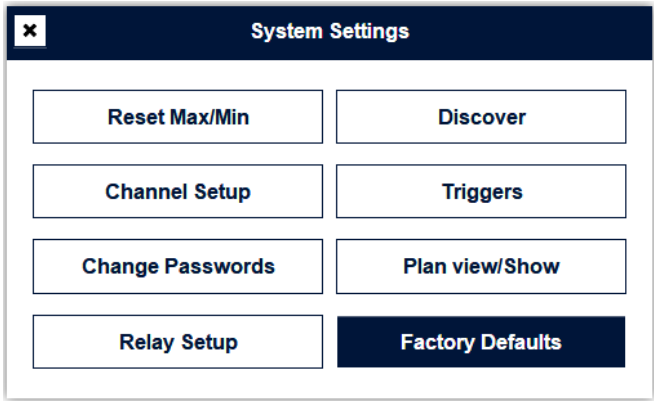 System Settings
Reset Max/Min
Discover
Channel Setup
Triggers
Change Passwords
Plan view/Show
Relay Setup
Factory Defaults